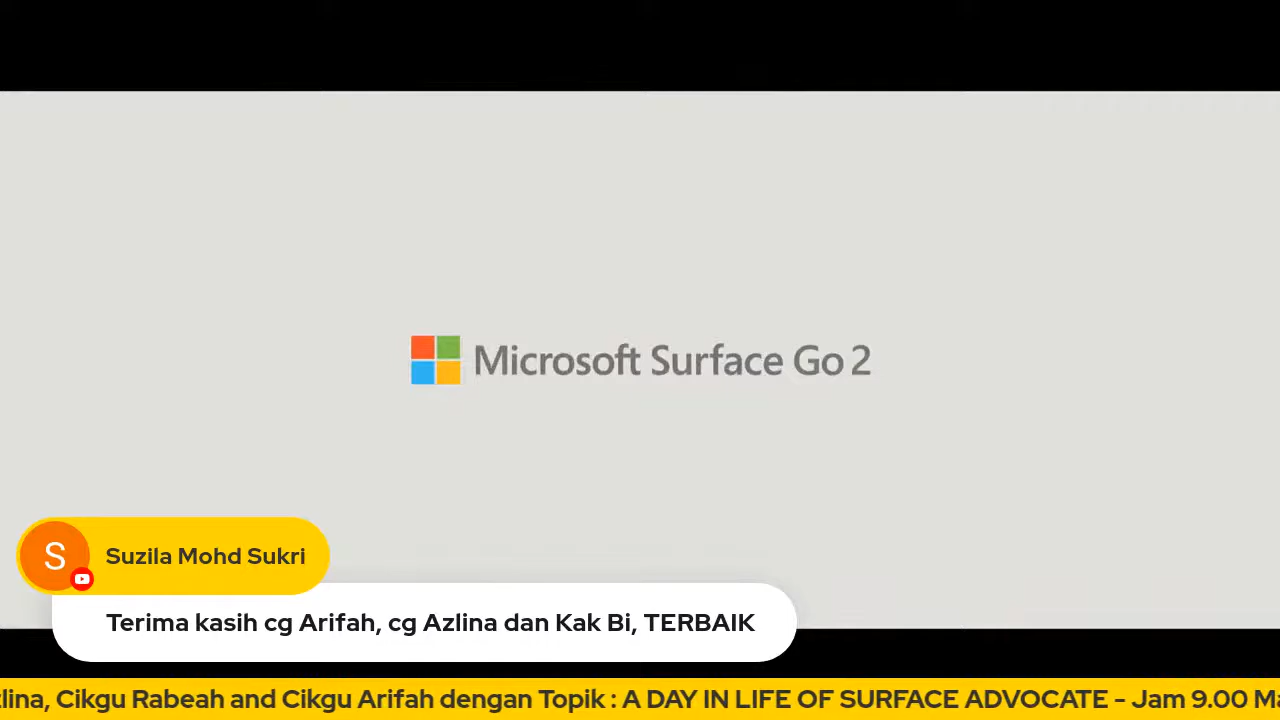 Microsoft Surface Go 2
S
Suzila Mohd Sukri
Terima kasih cg Arifah, cg Azlina dan Kak Bi, TERBAIK
lina, Cikgu Rabeah and Cikgu Arifah dengan Topik : A DAY IN LIFE OF SURFACE ADVOCATE - Jam 9.00 Ma